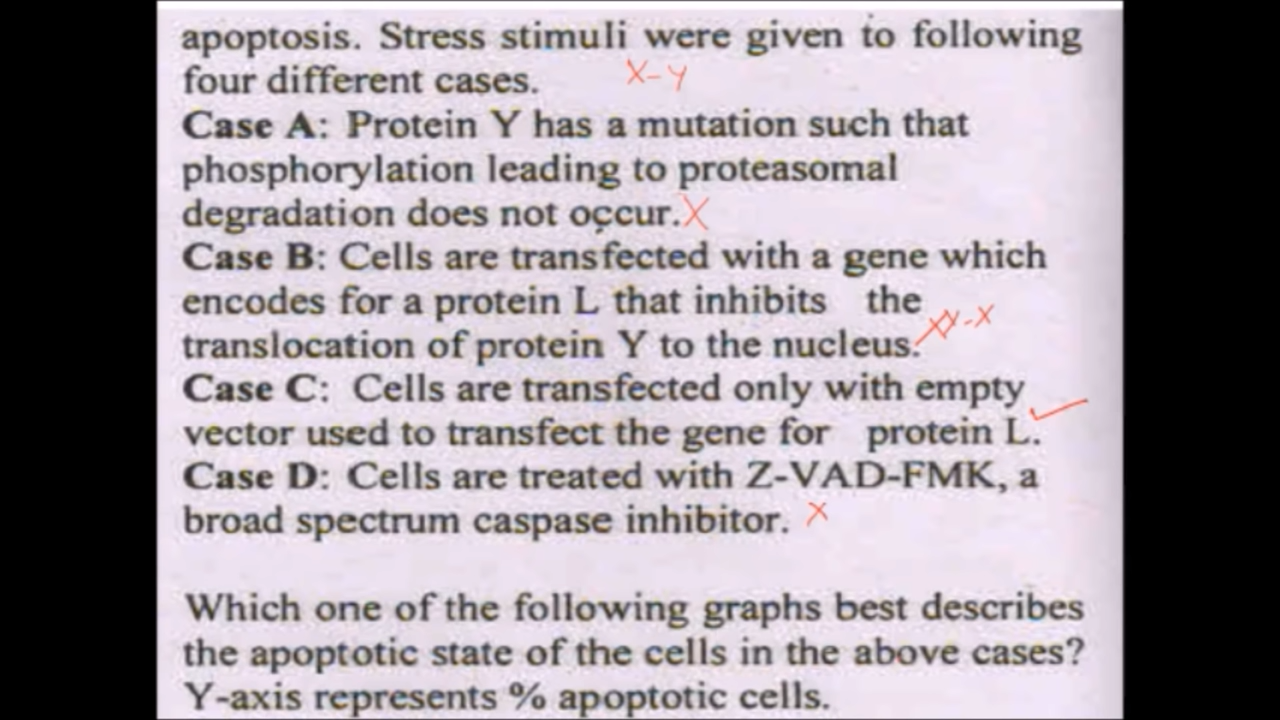 apoptosis. Stress stimuli were given to following
four different cases.
X-Y
Case A: Protein Y has a mutation such that
phosphorylation leading to proteasomal
degradation does not occur. X
Case B: Cells are transfected with a gene which
encodes for a protein L that inhibits the
translocation of protein Y to the nucleus.
Case C: Cells are transfected only with empty
vector used to transfect the gene for protein L.
Case D: Cells are treated with Z-VAD-FMK, a
broad spectrum caspase inhibitor. X
Which one of the following graphs best describes
the apoptotic state of the cells in the above cases?
Y-axis represents % apoptotic cells.